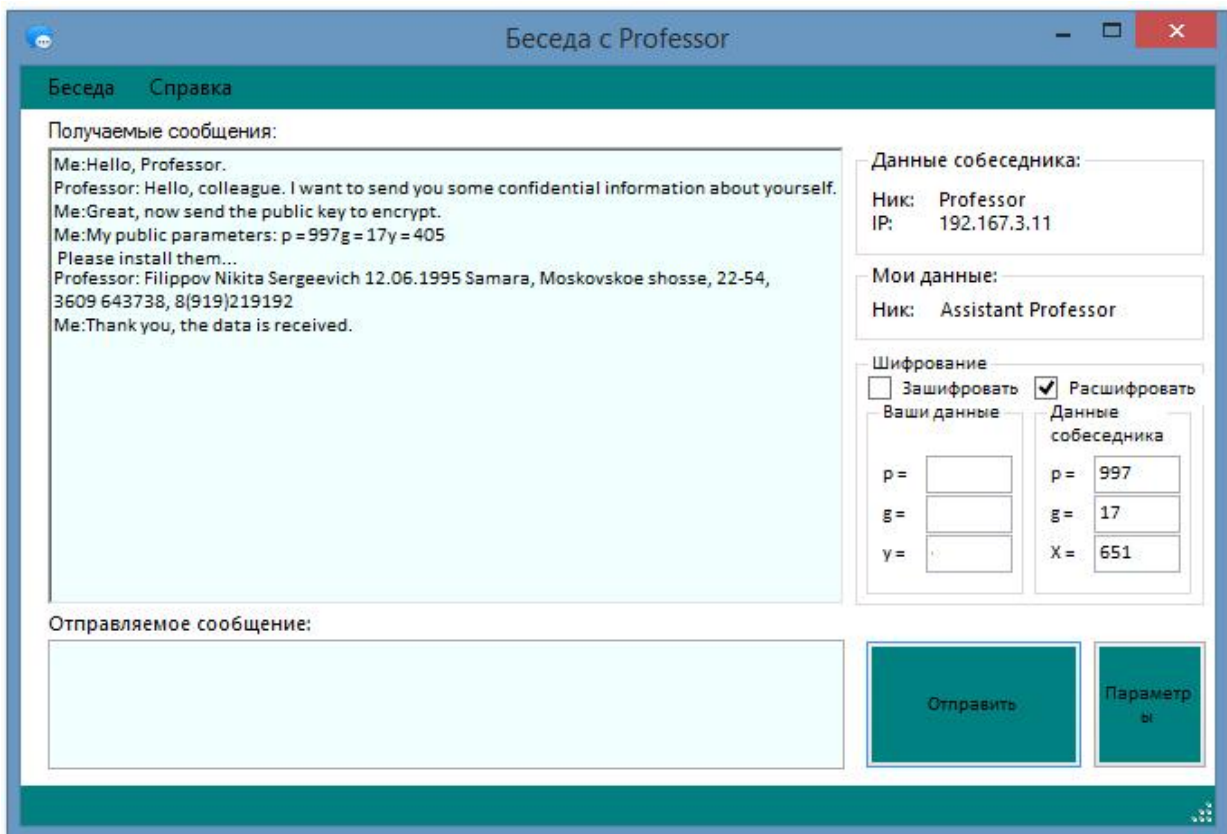 Беседа с Professor
Беседа Справка
Получаемые сообщения:
Me:Hello, Professor.
Professor: Hello, colleague. I want to send you some confidential information about yourself.
Me:Great, now send the public key to encrypt.
Me:My public parameters: p = 997g = 17y = 405
Please install them...
Professor: Filippov Nikita Sergeevich 12.06.1995 Samara, Moskovskoe shosse, 22-54,
3609 643738, 8(919)219192
Me:Thank you, the data is received.
Данные собеседника:
Ник: Professor
IP: 192.167.3.11
Мои данные:
Ник: Assistant Professor
Шифрование
Зашифровать Расшифровать
Ваши данные
p =
g =
y =
Данные
собеседника
p = 997
g = 17
X = 651
Отправляемое сообщение:
Отправить
Параметр
ы